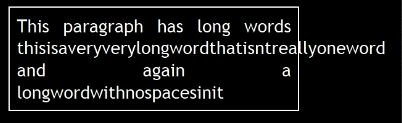 This paragraph has long words
thisisaveryverylongwordthatisntreallyoneword
and again a
longwordwithnospacesinit